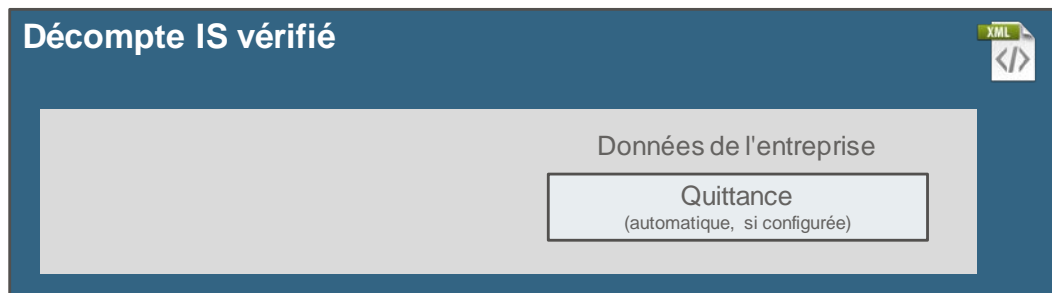 Décompte IS vérifié
XML
</>
Données de l'entreprise
Quittance
(automatique, si configurée)